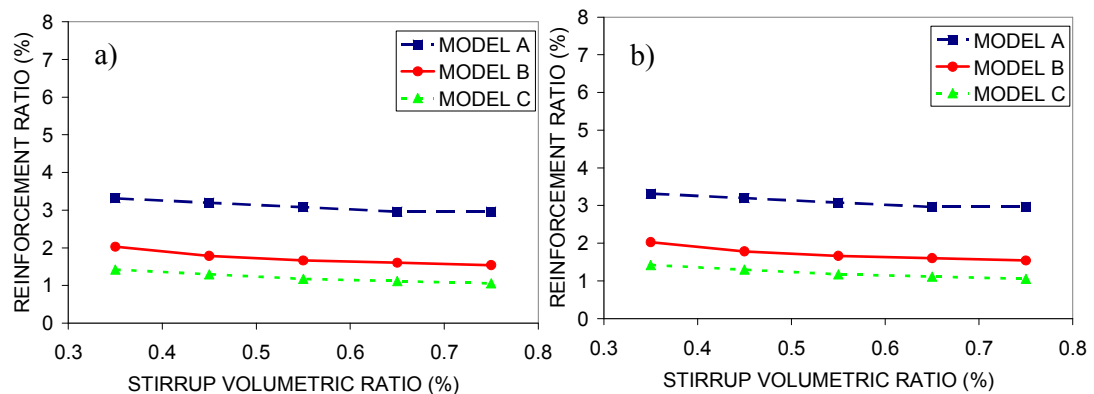 a)
MODEL A
MODEL B
MODEL C
REINFORCEMENT RATIO (%)
8
7
6
5
4
3
2
1
0
0.3 0.4 0.5 0.6 0.7 0.8
STIRRUP VOLUMETRIC RATIO (%)
b)
MODEL A
MODEL B
MODEL C
REINFORCEMENT RATIO (%)
8
7
6
5
4
3
2
1
0
0.3 0.4 0.5 0.6 0.7 0.8
STIRRUP VOLUMETRIC RATIO (%)